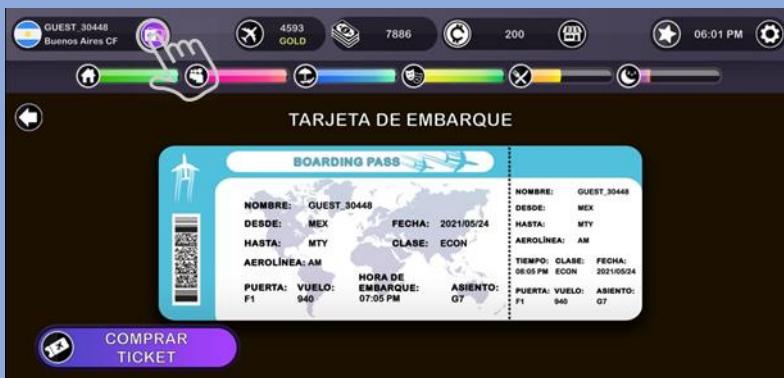 GUEST_30448
Buenos Aires CF
4593
GOLD
7886
200
06:01 PM
TARJETA DE EMBARQUE
BOARDING PASS
NOMBRE: GUEST_30448
DESDE: MEX FECHA: 2021/05/24
HASTA: MTY CLASE: ECON
AEROLÍNEA: AM
PUERTA: VUELO: HORA DE EMBARQUE: ASIENTO:
F1 940 07:05 PM G7
NOMBRE: GUEST_30448
DESDE: MEX
HASTA: MTY
AEROLÍNEA: AM
TIEMPO: CLASE: FECHA:
08:05 PM ECON 2021/05/24
PUERTA: VUELO: ASIENTO:
F1 940 G7
COMPRAR
TICKET